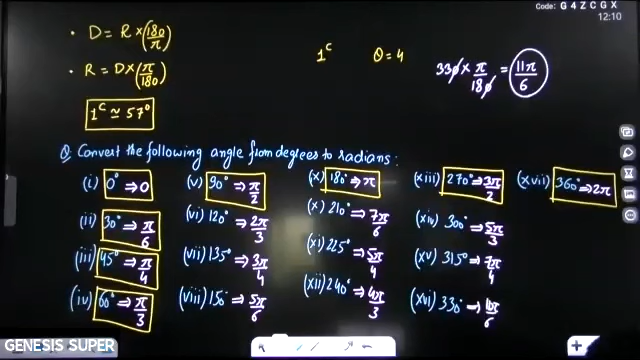 Code: G 4 Z C G X
12:10
• D = R × (180/π)
1ᶜ θ = 4
330 × π/180 = 11π/6
• R = D × (π/180)
1ᶜ ≃ 57°
Q. Convert the following angle from degrees to radians:
(i) 0° ⇒ 0 (v) 90° ⇒ π/2 (x) 180° ⇒ π (xiii) 270° ⇒ 3π/2 (xvii) 360° ⇒ 2π
(ii) 30° ⇒ π/6 (vi) 120° ⇒ 2π/3 (x) 210° ⇒ 7π/6 (xiv) 300° ⇒ 5π/3
(iii) 45° ⇒ π/4 (vii) 135° ⇒ 3π/4 (xi) 225° ⇒ 5π/4 (xv) 315° ⇒ 7π/4
(iv) 60° ⇒ π/3 (viii) 150° ⇒ 5π/6 (xii) 240° ⇒ 4π/3 (xvi) 330° ⇒ 11π/6
GENESIS SUPER